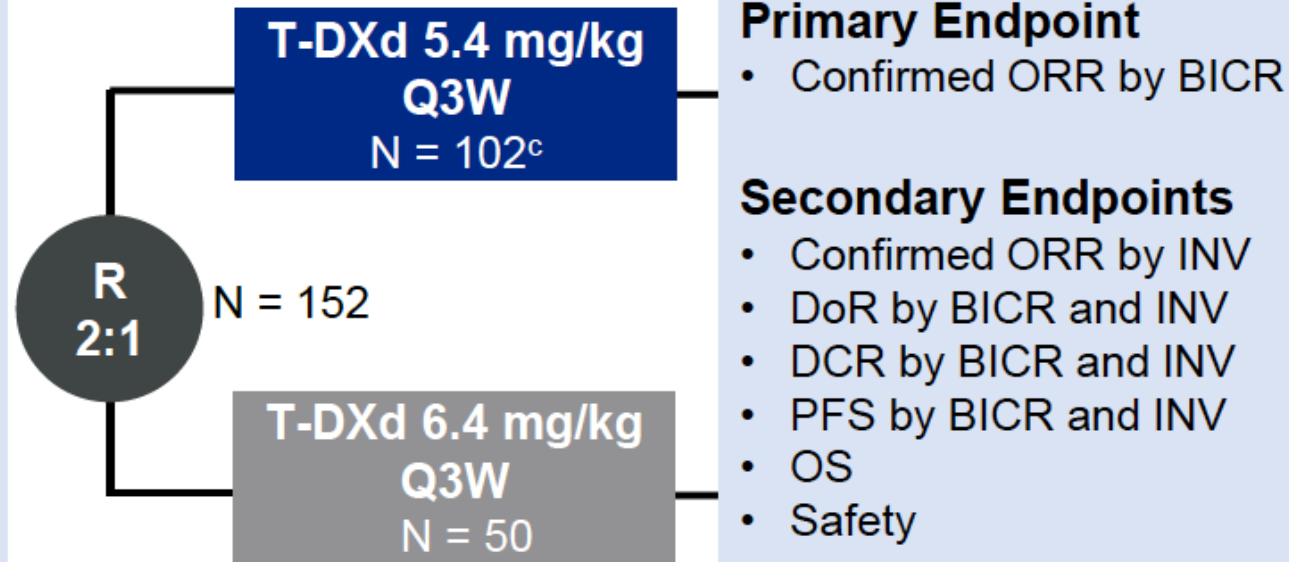 T-DXd 5.4 mg/kg
Q3W
N = 102ᶜ
R
2:1
N = 152
T-DXd 6.4 mg/kg
Q3W
N = 50
Primary Endpoint
• Confirmed ORR by BICR
Secondary Endpoints
• Confirmed ORR by INV
• DoR by BICR and INV
• DCR by BICR and INV
• PFS by BICR and INV
• OS
• Safety